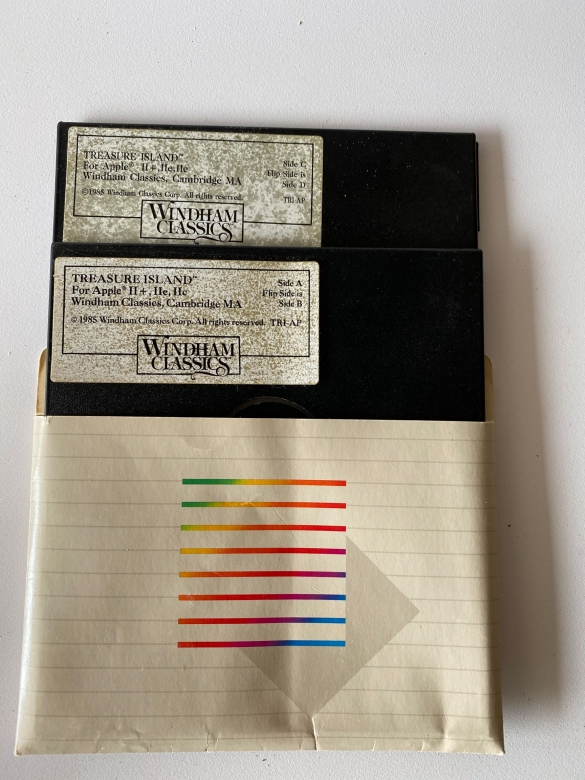 TREASURE ISLAND™
For Apple® II+, IIe, IIc
Windham Classics, Cambridge MA
©1985 Windham Classics Corp. All rights reserved.
Side C
Flip Side is
Side D
TRI-AP
WINDHAM
CLASSICS
TREASURE ISLAND™
For Apple® II+, IIe, IIc
Windham Classics, Cambridge MA
©1985 Windham Classics Corp. All rights reserved. TRI-AP
Side A
Flip Side is
Side B
WINDHAM
CLASSICS